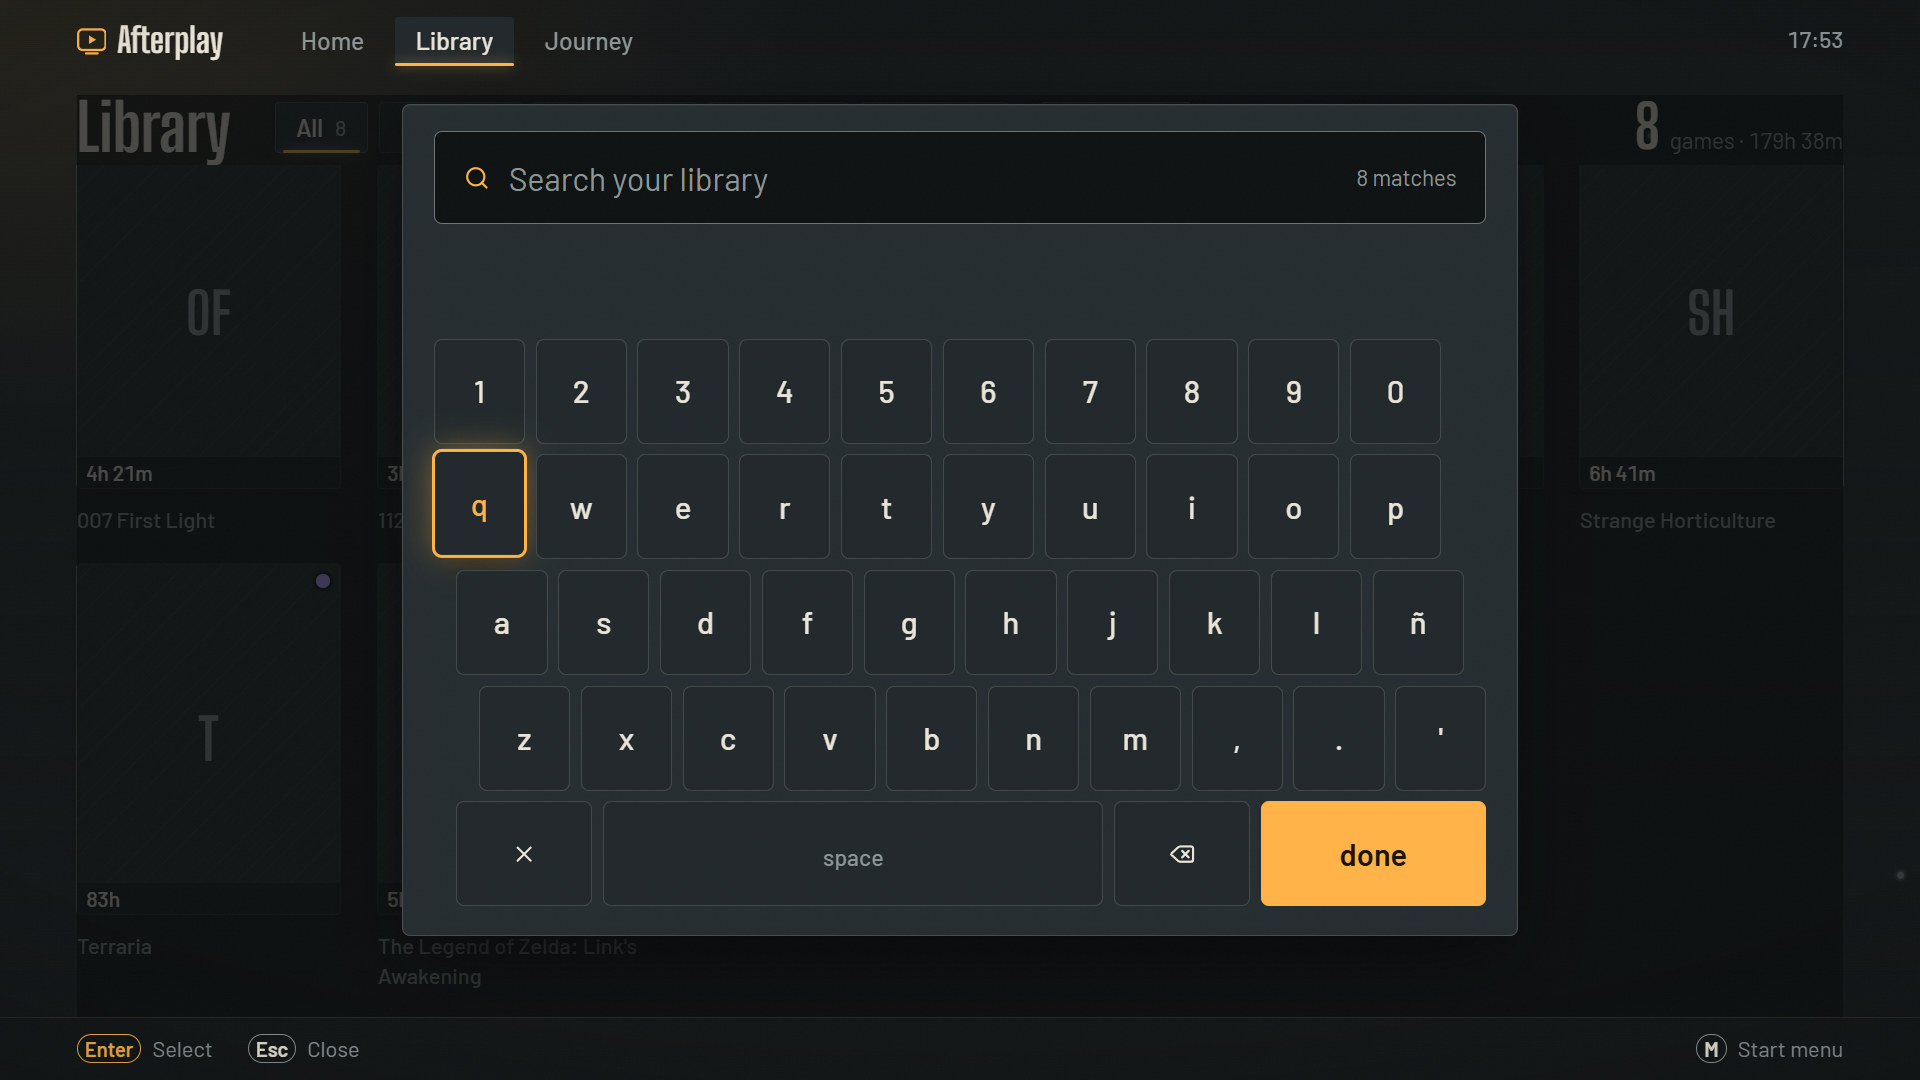 Afterplay
Home
Library
Journey
17:53
Library
All 8
8 games · 179h 38m
Search your library
8 matches
OF
SH
1 2 3 4 5 6 7 8 9 0
4h 21m
6h 41m
q w e r t y u i o p
007 First Light
112
Strange Horticulture
a s d f g h j k l ñ
T
z x c v b n m , . '
space
done
83h
Terraria
The Legend of Zelda: Link's
Awakening
Enter Select
Esc Close
M Start menu